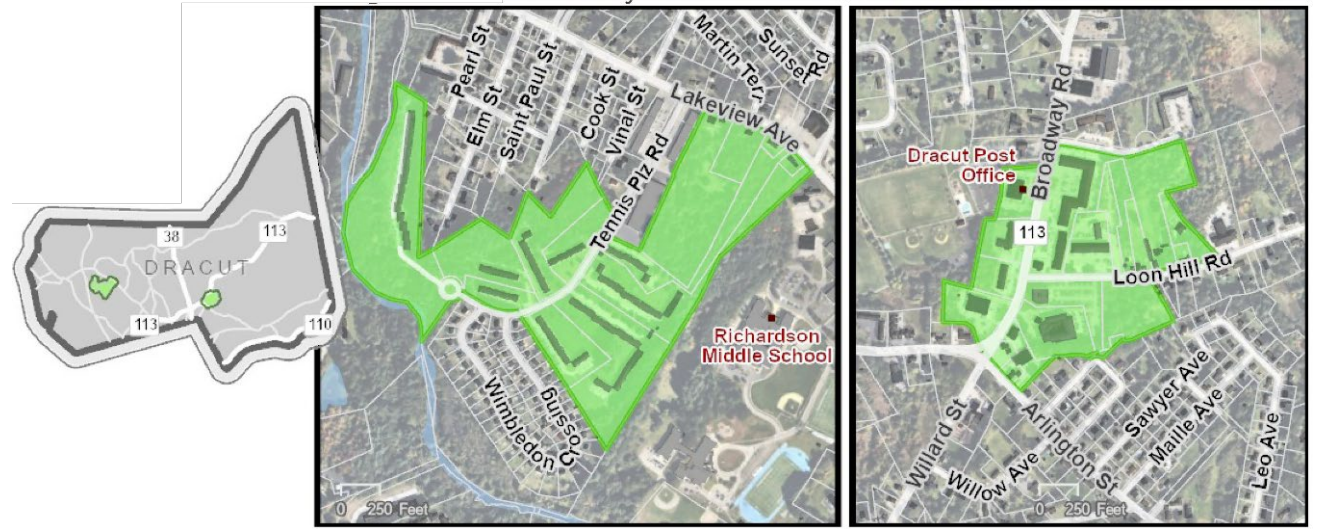 38
113
DRACUT
113
110
Pearl St
Elm St
Saint Paul St
Cook St
Vinal St
Martin Terr
Sunset Rd
Lakeview Ave
Tennis Plz Rd
Richardson
Middle School
Wimbledon
Crossing
0 250 Feet
Broadway Rd
Dracut Post
Office
113
Loon Hill Rd
Willard St
Arlington St
Willow Ave
Sawyer Ave
Maille Ave
Leo Ave
0 250 Feet